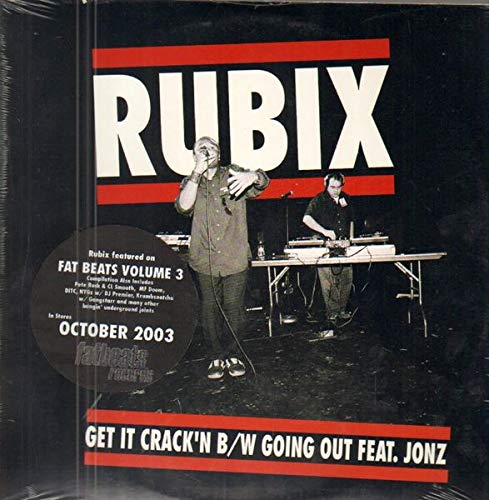 RUBIX
Rubix featured on
FAT BEATS VOLUME 3
Compilation Also Includes
Pete Rock & CL Smooth, MF Doom,
DITC, NYGs w/ DJ Premier, Krumbsnatcha
w/ Gangstarr and many other
bangin' underground joints
In Stores
OCTOBER 2003
fatbeats
records
GET IT CRACK'N B/W GOING OUT FEAT. JONZ